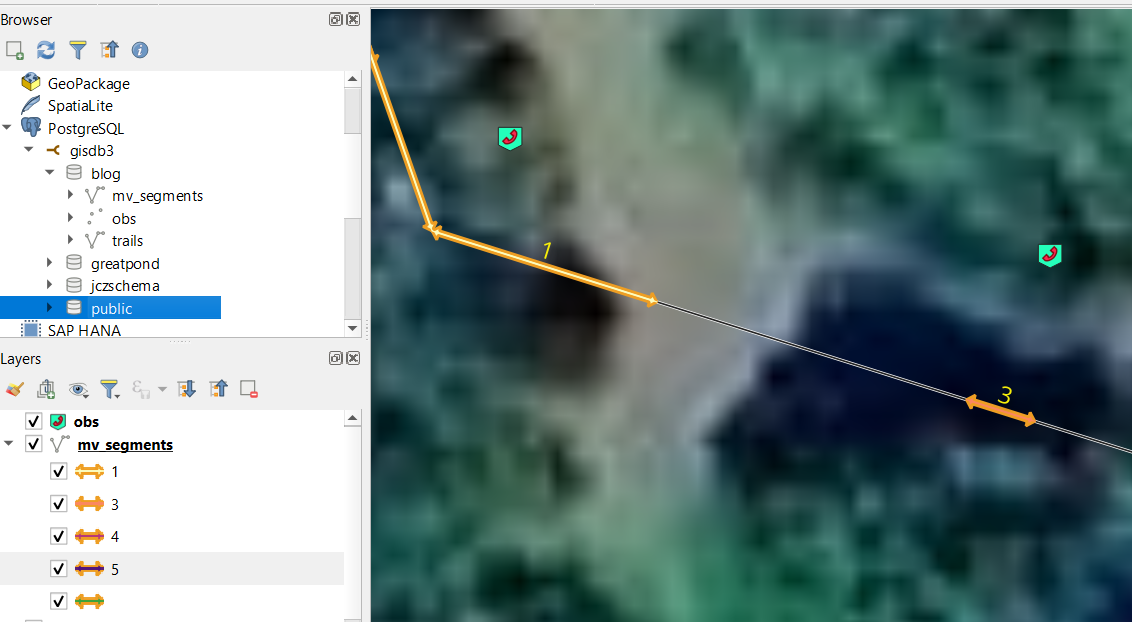 Browser
GeoPackage
SpatiaLite
PostgreSQL
gisdb3
blog
mv_segments
obs
trails
greatpond
jczschema
public
SAP HANA
Layers
obs
mv_segments
1
3
4
5
1
3